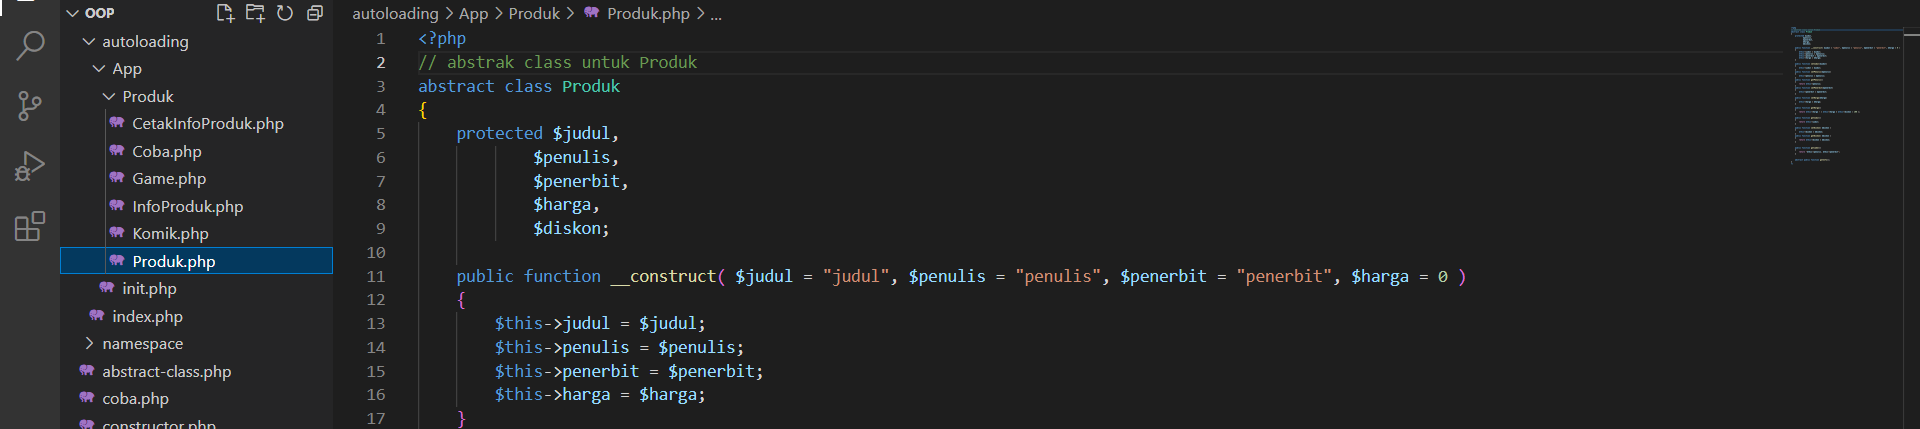 OOP
autoloading
App
Produk
CetakInfoProduk.php
Coba.php
Game.php
InfoProduk.php
Komik.php
Produk.php
init.php
index.php
namespace
abstract-class.php
coba.php
constructor.php
autoloading > App > Produk > Produk.php > ...
1 <?php
2 // abstrak class untuk Produk
3 abstract class Produk
4 {
5 protected $judul,
6 $penulis,
7 $penerbit,
8 $harga,
9 $diskon;
10
11 public function __construct( $judul = "judul", $penulis = "penulis", $penerbit = "penerbit", $harga = 0 )
12 {
13 $this->judul = $judul;
14 $this->penulis = $penulis;
15 $this->penerbit = $penerbit;
16 $this->harga = $harga;
17 }